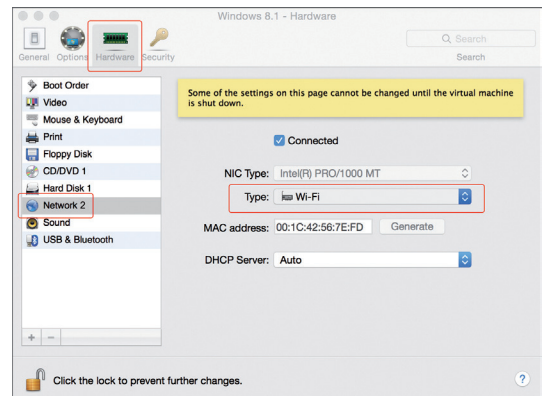 Windows 8.1 - Hardware
General
Options
Hardware
Security
Search
Search
Boot Order
Video
Mouse & Keyboard
Print
Floppy Disk
CD/DVD 1
Hard Disk 1
Network 2
Sound
USB & Bluetooth
+ −
Some of the settings on this page cannot be changed until the virtual machine
is shut down.
Connected
NIC Type: Intel(R) PRO/1000 MT
Type: Wi-Fi
MAC address: 00:1C:42:56:7E:FD Generate
DHCP Server: Auto
Click the lock to prevent further changes.
?